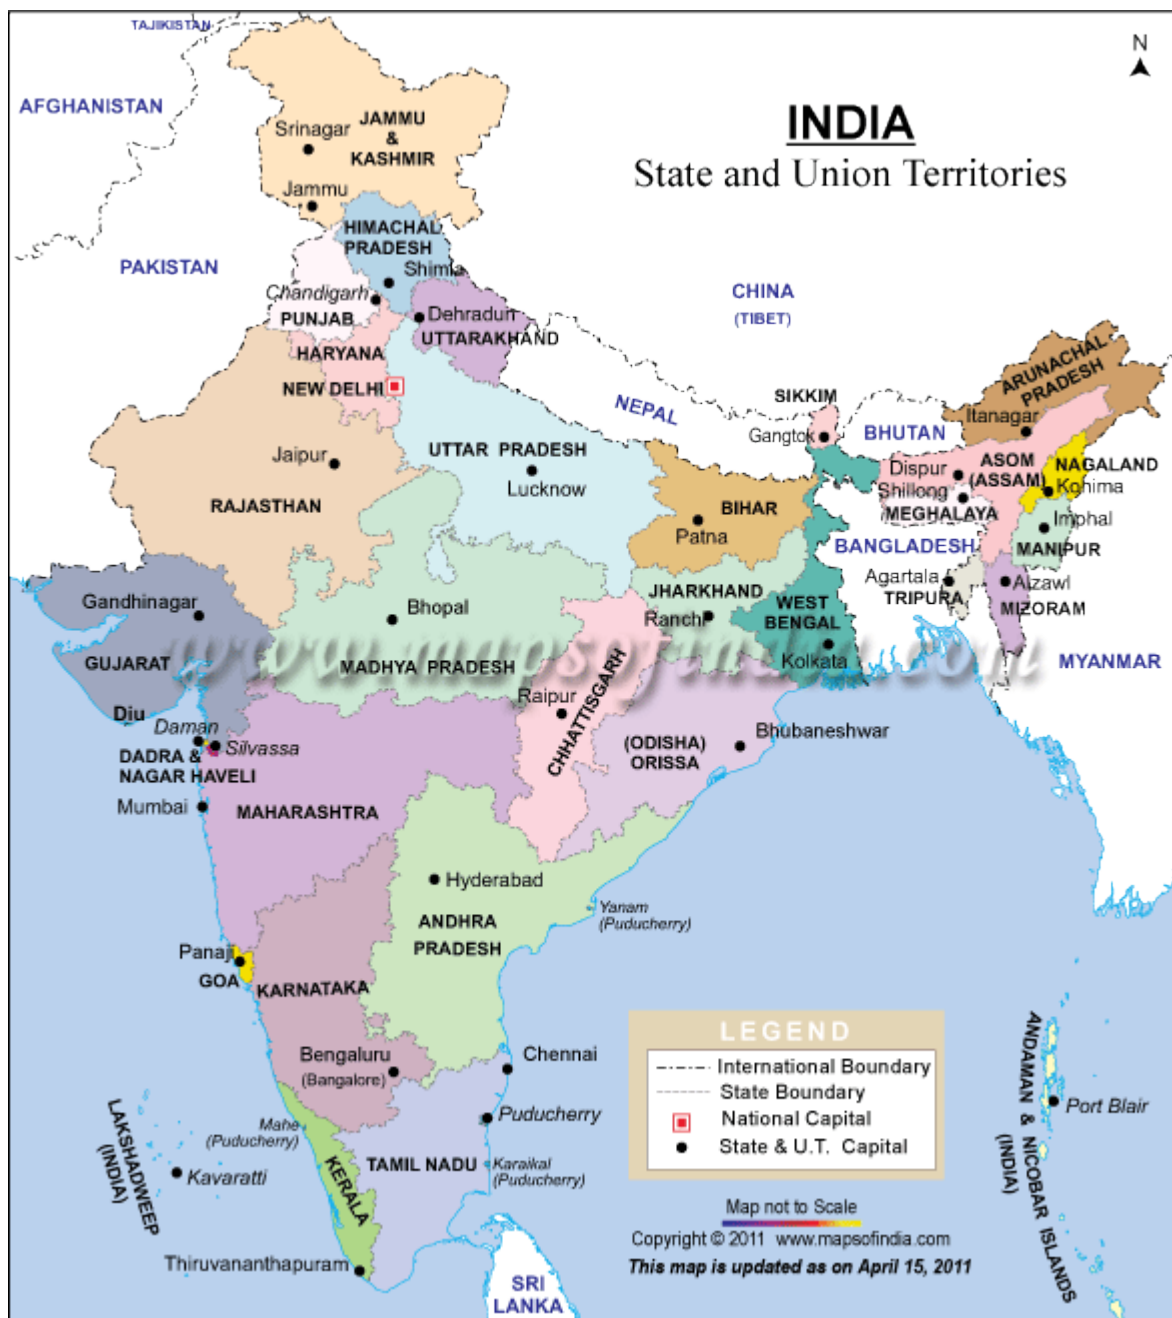 TAJIKISTAN
N
AFGHANISTAN
INDIA
State and Union Territories
JAMMU
&
KASHMIR
Srinagar
Jammu
HIMACHAL
PRADESH
PAKISTAN
Shimla
Chandigarh
PUNJAB
Dehradun
UTTARAKHAND
CHINA
(TIBET)
HARYANA
NEW DELHI
NEPAL
SIKKIM
Gangtok
BHUTAN
ARUNACHAL
PRADESH
Itanagar
Jaipur
RAJASTHAN
UTTAR PRADESH
Lucknow
BIHAR
Patna
Dispur
ASOM
(ASSAM)
NAGALAND
Kohima
Shillong
MEGHALAYA
Imphal
MANIPUR
BANGLADESH
Agartala
TRIPURA
Aizawl
MIZORAM
MYANMAR
Gandhinagar
GUJARAT
Bhopal
MADHYA PRADESH
JHARKHAND
Ranchi
WEST
BENGAL
Kolkata
www.mapsofindia.com
Diu
Daman
Silvassa
DADRA &
NAGAR HAVELI
Mumbai
MAHARASHTRA
Raipur
CHHATTISGARH
(ODISHA)
ORISSA
Bhubaneshwar
Hyderabad
ANDHRA
PRADESH
Yanam
(Puducherry)
Panaji
GOA
KARNATAKA
Bengaluru
(Bangalore)
Chennai
Puducherry
Mahe
(Puducherry)
KERALA
TAMIL NADU
Karaikal
(Puducherry)
LAKSHADWEEP
(INDIA)
Kavaratti
Thiruvananthapuram
SRI
LANKA
ANDAMAN & NICOBAR ISLANDS
(INDIA)
Port Blair
LEGEND
International Boundary
State Boundary
National Capital
State & U.T. Capital
Map not to Scale
Copyright © 2011 www.mapsofindia.com
This map is updated as on April 15, 2011